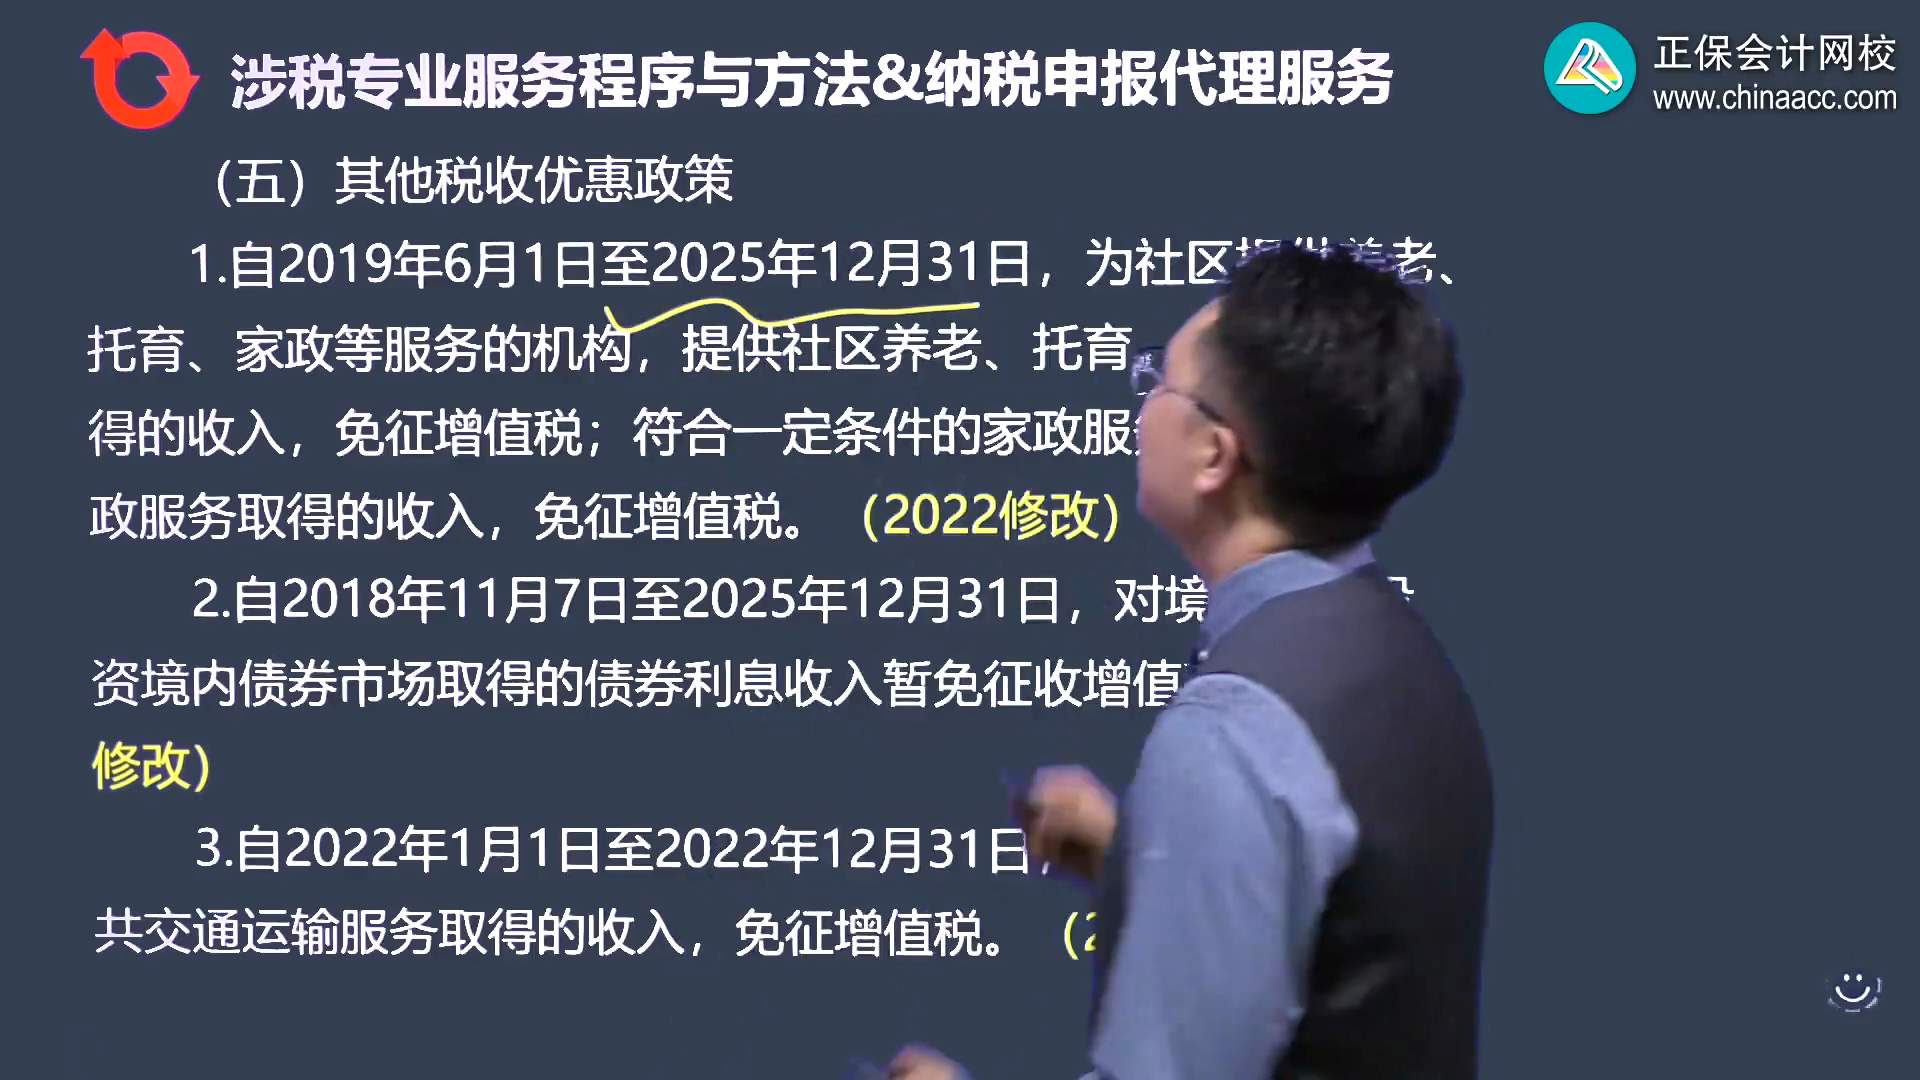 涉税专业服务程序与方法&纳税申报代理服务
正保会计网校
www.chinaacc.com
（五）其他税收优惠政策
1.自2019年6月1日至2025年12月31日，为社区提供养老、
托育、家政等服务的机构，提供社区养老、托育
得的收入，免征增值税；符合一定条件的家政服务
政服务取得的收入，免征增值税。（2022修改）
2.自2018年11月7日至2025年12月31日，对境
资境内债券市场取得的债券利息收入暂免征收增值
修改）
3.自2022年1月1日至2022年12月31日，
共交通运输服务取得的收入，免征增值税。（2